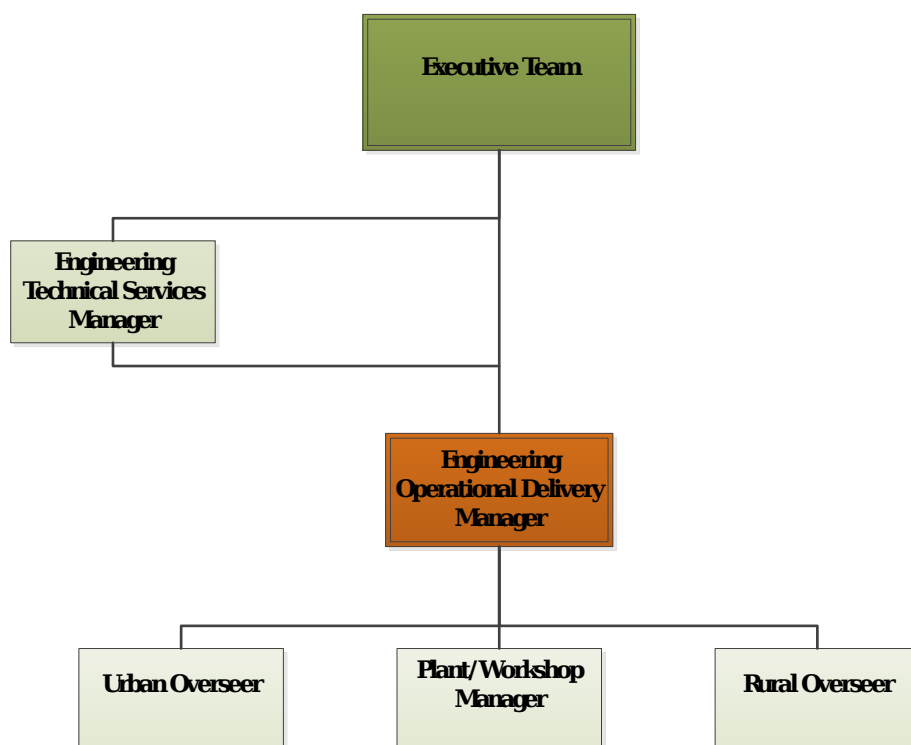 Executive Team
Engineering
Technical Services
Manager
Engineering
Operational Delivery
Manager
Urban Overseer
Plant/Workshop
Manager
Rural Overseer